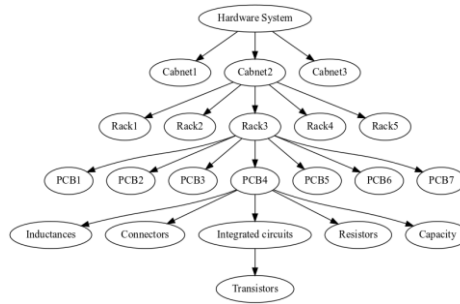 Hardware System
Cabnet1 Cabnet2 Cabnet3
Rack1 Rack2 Rack3 Rack4 Rack5
PCB1 PCB2 PCB3 PCB4 PCB5 PCB6 PCB7
Inductances Connectors Integrated circuits Resistors Capacity
Transistors